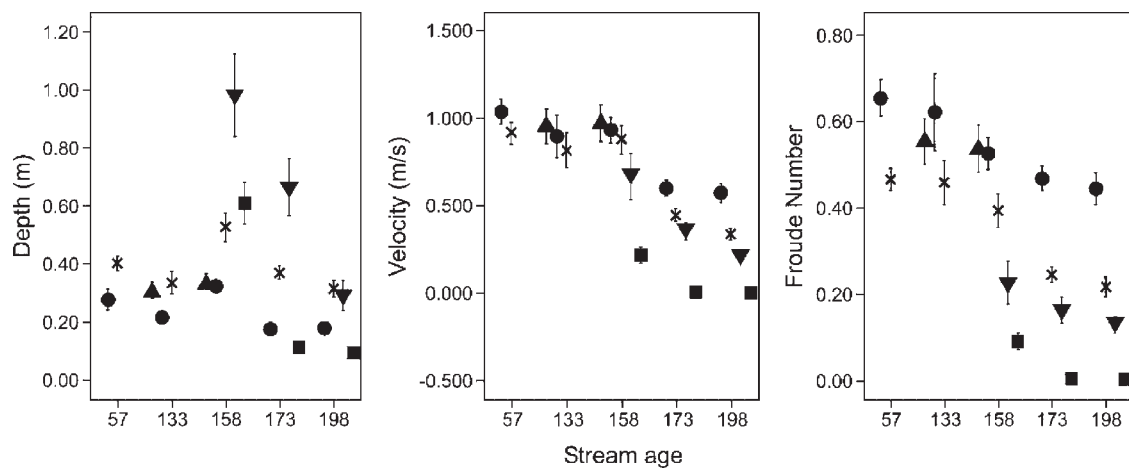 Depth (m)
1.20
1.00
0.80
0.60
0.40
0.20
0.00
57 133 158 173 198
Velocity (m/s)
1.500
1.000
0.500
0.000
-0.500
57 133 158 173 198
Stream age
Froude Number
0.80
0.60
0.40
0.20
0.00
57 133 158 173 198